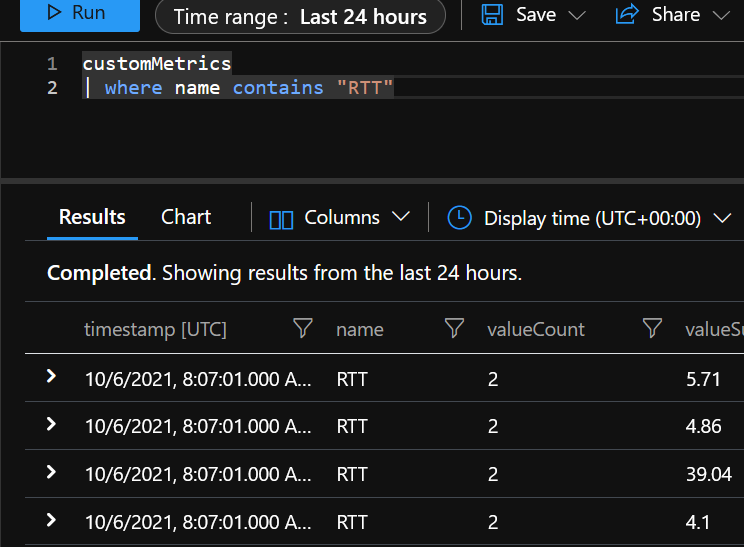 Run Time range : Last 24 hours Save Share
1 customMetrics
2 | where name contains "RTT"
Results Chart Columns Display time (UTC+00:00)
Completed. Showing results from the last 24 hours.
timestamp [UTC] name valueCount valueSu
10/6/2021, 8:07:01.000 A... RTT 2 5.71
10/6/2021, 8:07:01.000 A... RTT 2 4.86
10/6/2021, 8:07:01.000 A... RTT 2 39.04
10/6/2021, 8:07:01.000 A... RTT 2 4.1